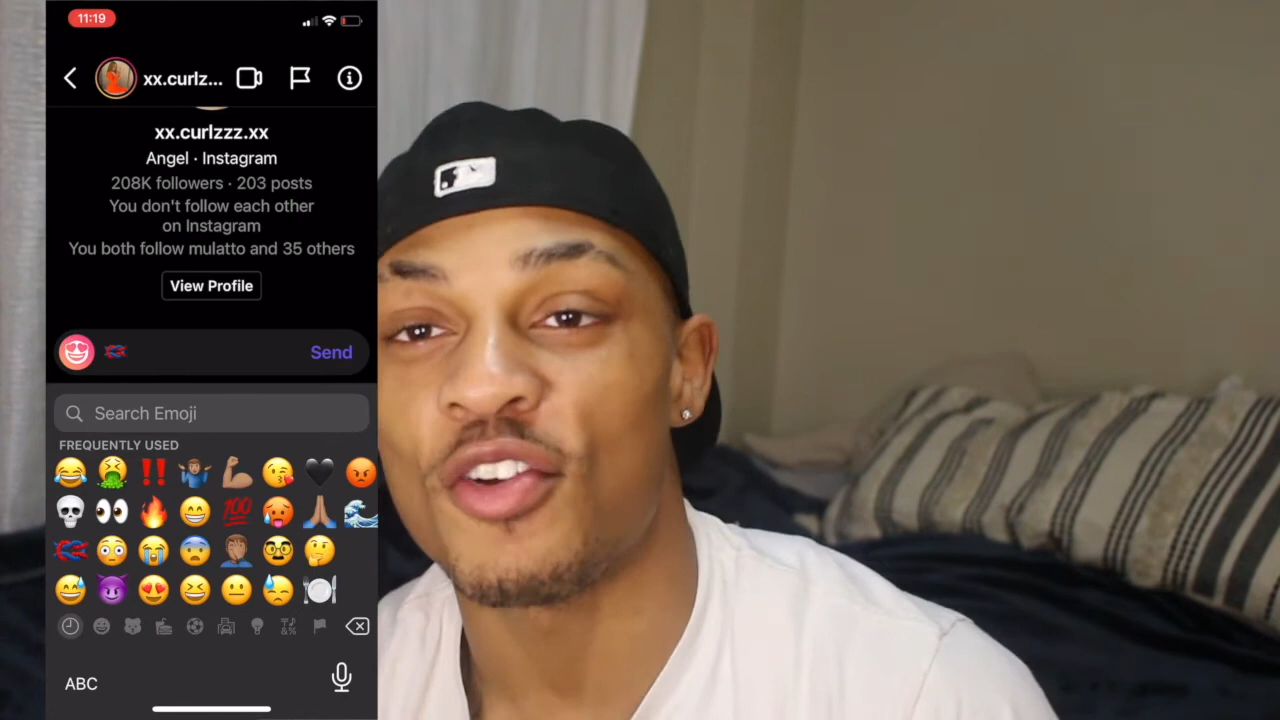 11:19
xx.curlz...
xx.curlzzz.xx
Angel · Instagram
208K followers · 203 posts
You don't follow each other
on Instagram
You both follow mulatto and 35 others
View Profile
Send
Search Emoji
FREQUENTLY USED
ABC